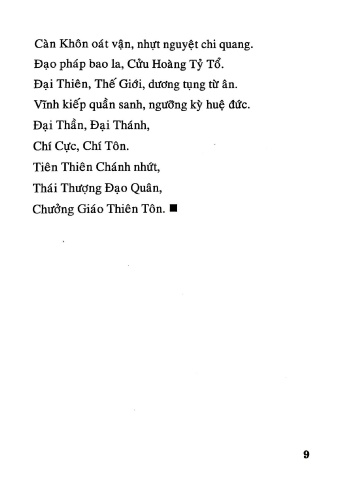 Càn Khôn oát vận, nhựt nguyệt chi quang.
Đạo pháp bao la, Cửu Hoàng Tỷ Tổ.
Đại Thiên, Thế Giới, dương tụng từ ân.
Vĩnh kiếp quần sanh, ngưỡng kỳ huệ đức.
Đại Thần, Đại Thánh,
Chí Cực, Chí Tôn.
Tiên Thiên Chánh nhứt,
Thái Thượng Đạo Quân,
Chưởng Giáo Thiên Tôn. ■
9